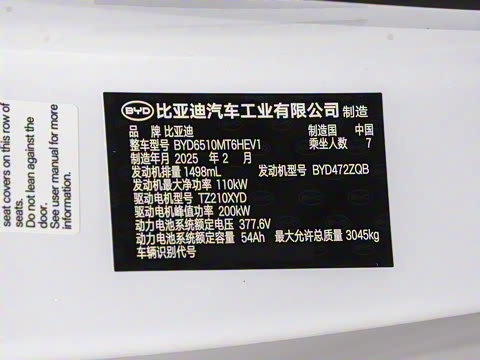 seat covers on this row of
seats.
Do not lean against the
door.
See user manual for more
information.
BYD 比亚迪汽车工业有限公司 制造
品 牌 比亚迪 制造国 中国
整车型号 BYD6510MT6HEV1 乘坐人数 7
制造年月 2025 年 2 月
发动机排量 1498mL 发动机型号 BYD472ZQB
发动机最大净功率 110kW
驱动电机型号 TZ210XYD
驱动电机峰值功率 200kW
动力电池系统额定电压 377.6V
动力电池系统额定容量 54Ah 最大允许总质量 3045kg
车辆识别代号